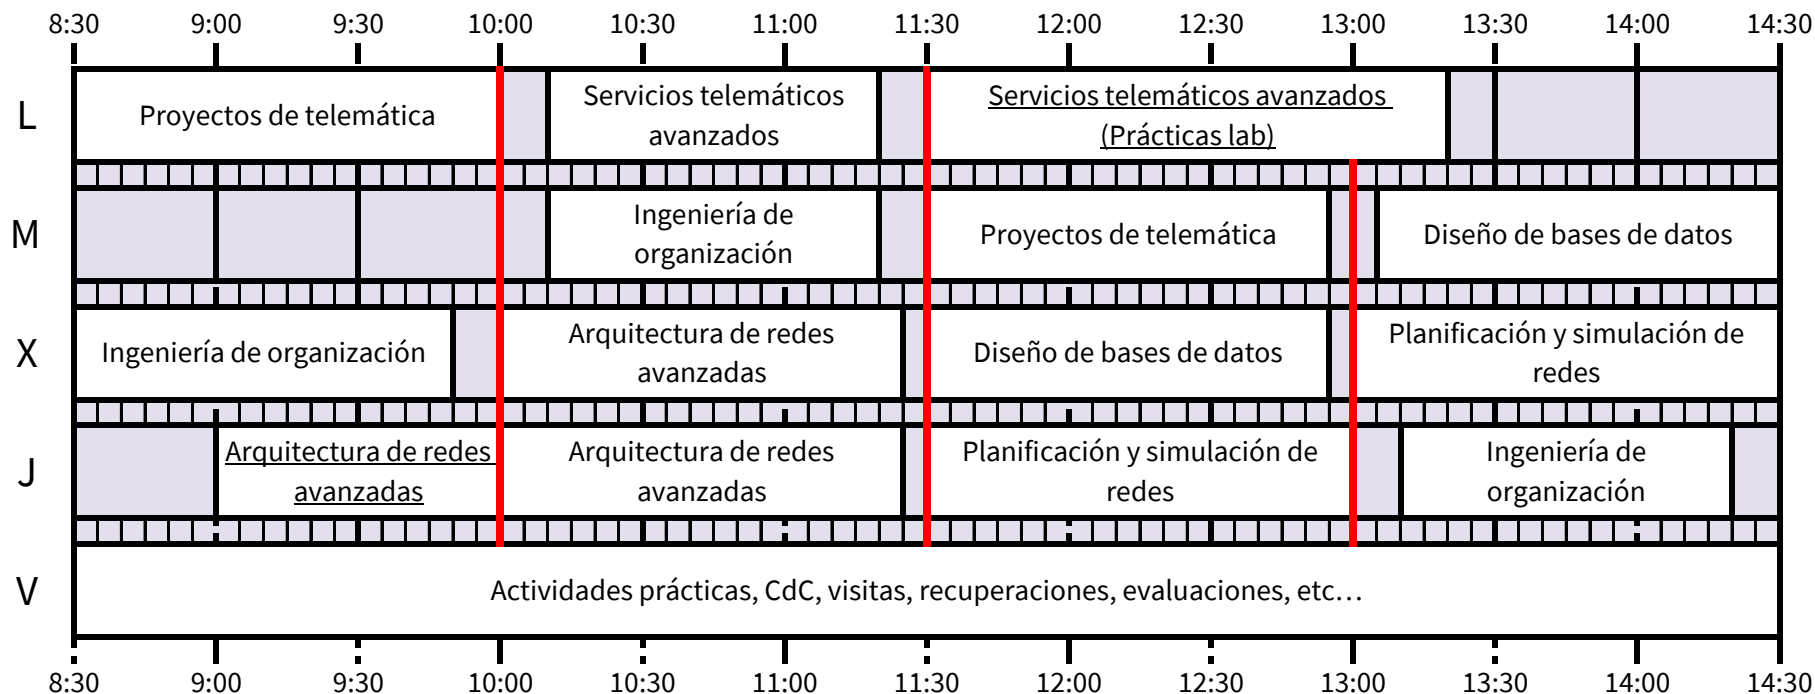 8:30 9:00 9:30 10:00 10:30 11:00 11:30 12:00 12:30 13:00 13:30 14:00 14:30
L
Proyectos de telemática
Servicios telemáticos
avanzados
Servicios telemáticos avanzados
(Prácticas lab)
M
Ingeniería de
organización
Proyectos de telemática
Diseño de bases de datos
X
Ingeniería de organización
Arquitectura de redes
avanzadas
Diseño de bases de datos
Planificación y simulación de
redes
J
Arquitectura de redes
avanzadas
Arquitectura de redes
avanzadas
Planificación y simulación de
redes
Ingeniería de
organización
V
Actividades prácticas, CdC, visitas, recuperaciones, evaluaciones, etc…
8:30 9:00 9:30 10:00 10:30 11:00 11:30 12:00 12:30 13:00 13:30 14:00 14:30